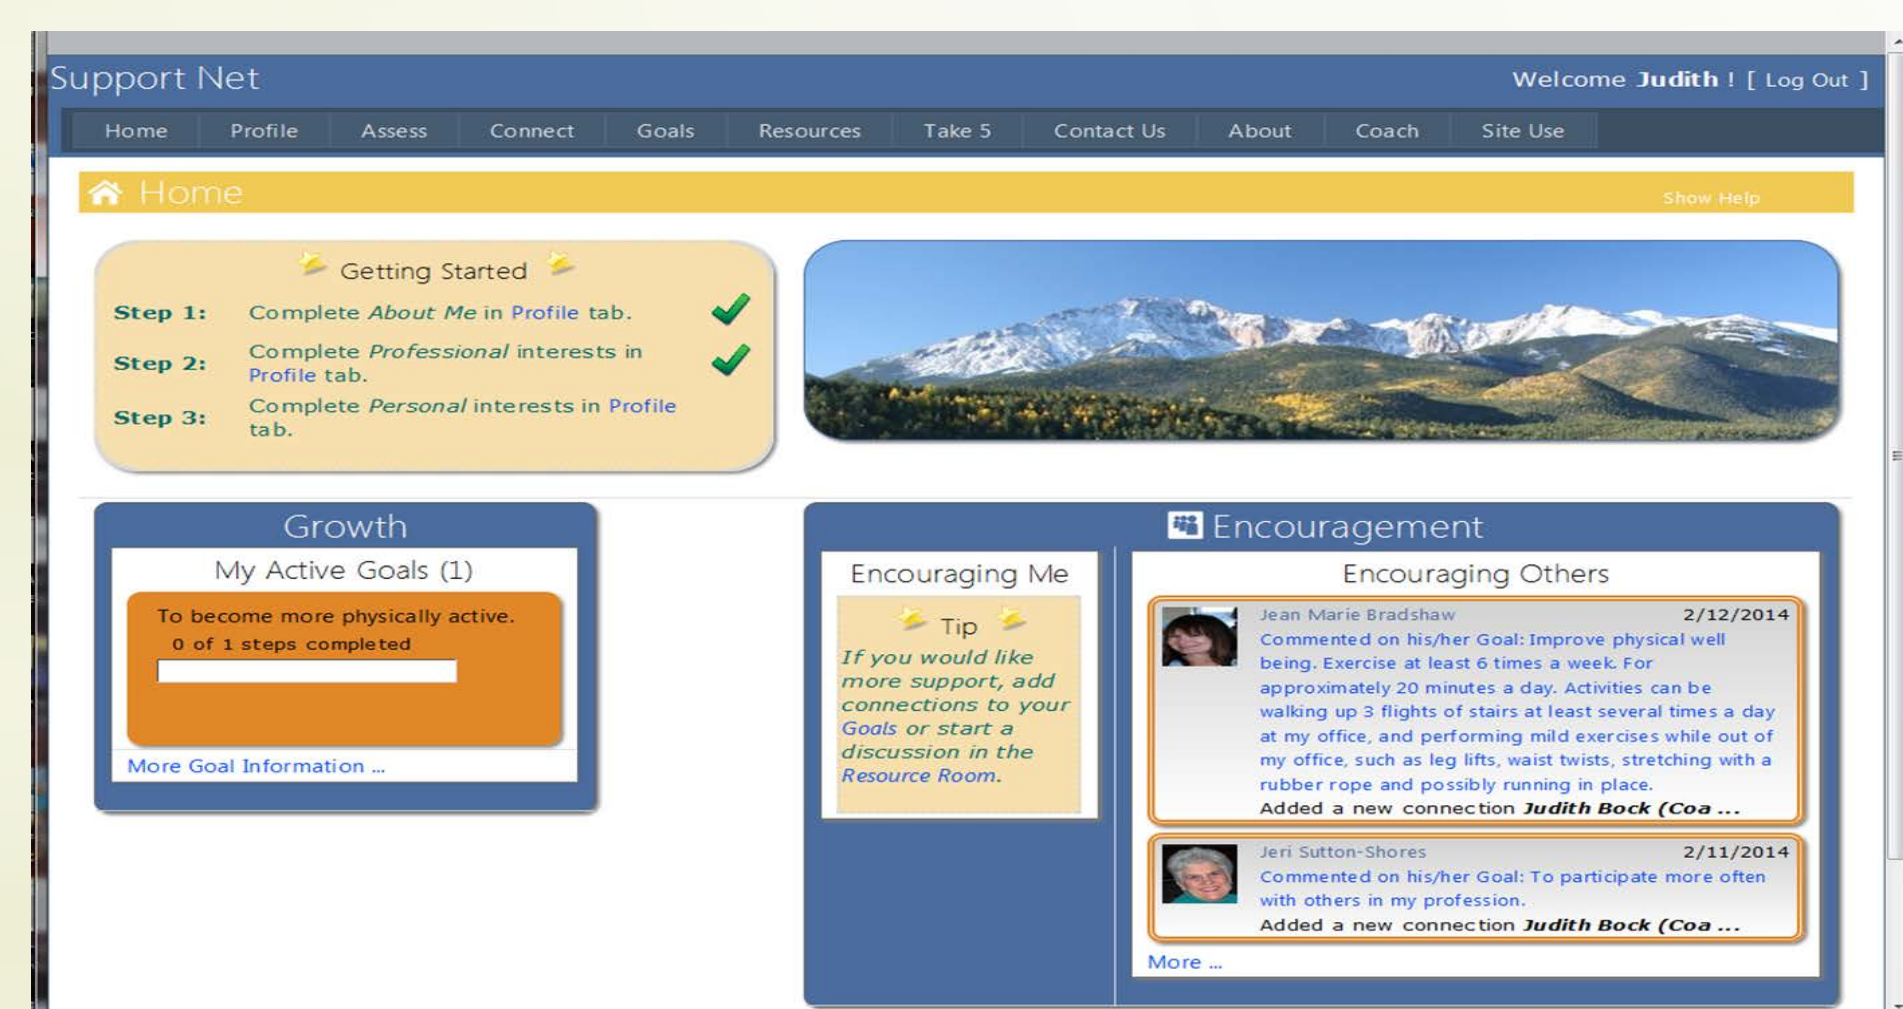 Support Net
Welcome Judith ! [ Log Out ]
Home Profile Assess Connect Goals Resources Take 5 Contact Us About Coach Site Use
Home
Show Help
Getting Started
Step 1: Complete About Me in Profile tab.
Step 2: Complete Professional interests in
Profile tab.
Step 3: Complete Personal interests in Profile
tab.
Growth
My Active Goals (1)
To become more physically active.
0 of 1 steps completed
More Goal Information ...
Encouragement
Encouraging Me
Tip
If you would like
more support, add
connections to your
Goals or start a
discussion in the
Resource Room.
Encouraging Others
Jean Marie Bradshaw 2/12/2014
Commented on his/her Goal: Improve physical well
being. Exercise at least 6 times a week. For
approximately 20 minutes a day. Activities can be
walking up 3 flights of stairs at least several times a day
at my office, and performing mild exercises while out of
my office, such as leg lifts, waist twists, stretching with a
rubber rope and possibly running in place.
Added a new connection Judith Bock (Coa ...
Jeri Sutton-Shores 2/11/2014
Commented on his/her Goal: To participate more often
with others in my profession.
Added a new connection Judith Bock (Coa ...
More ...